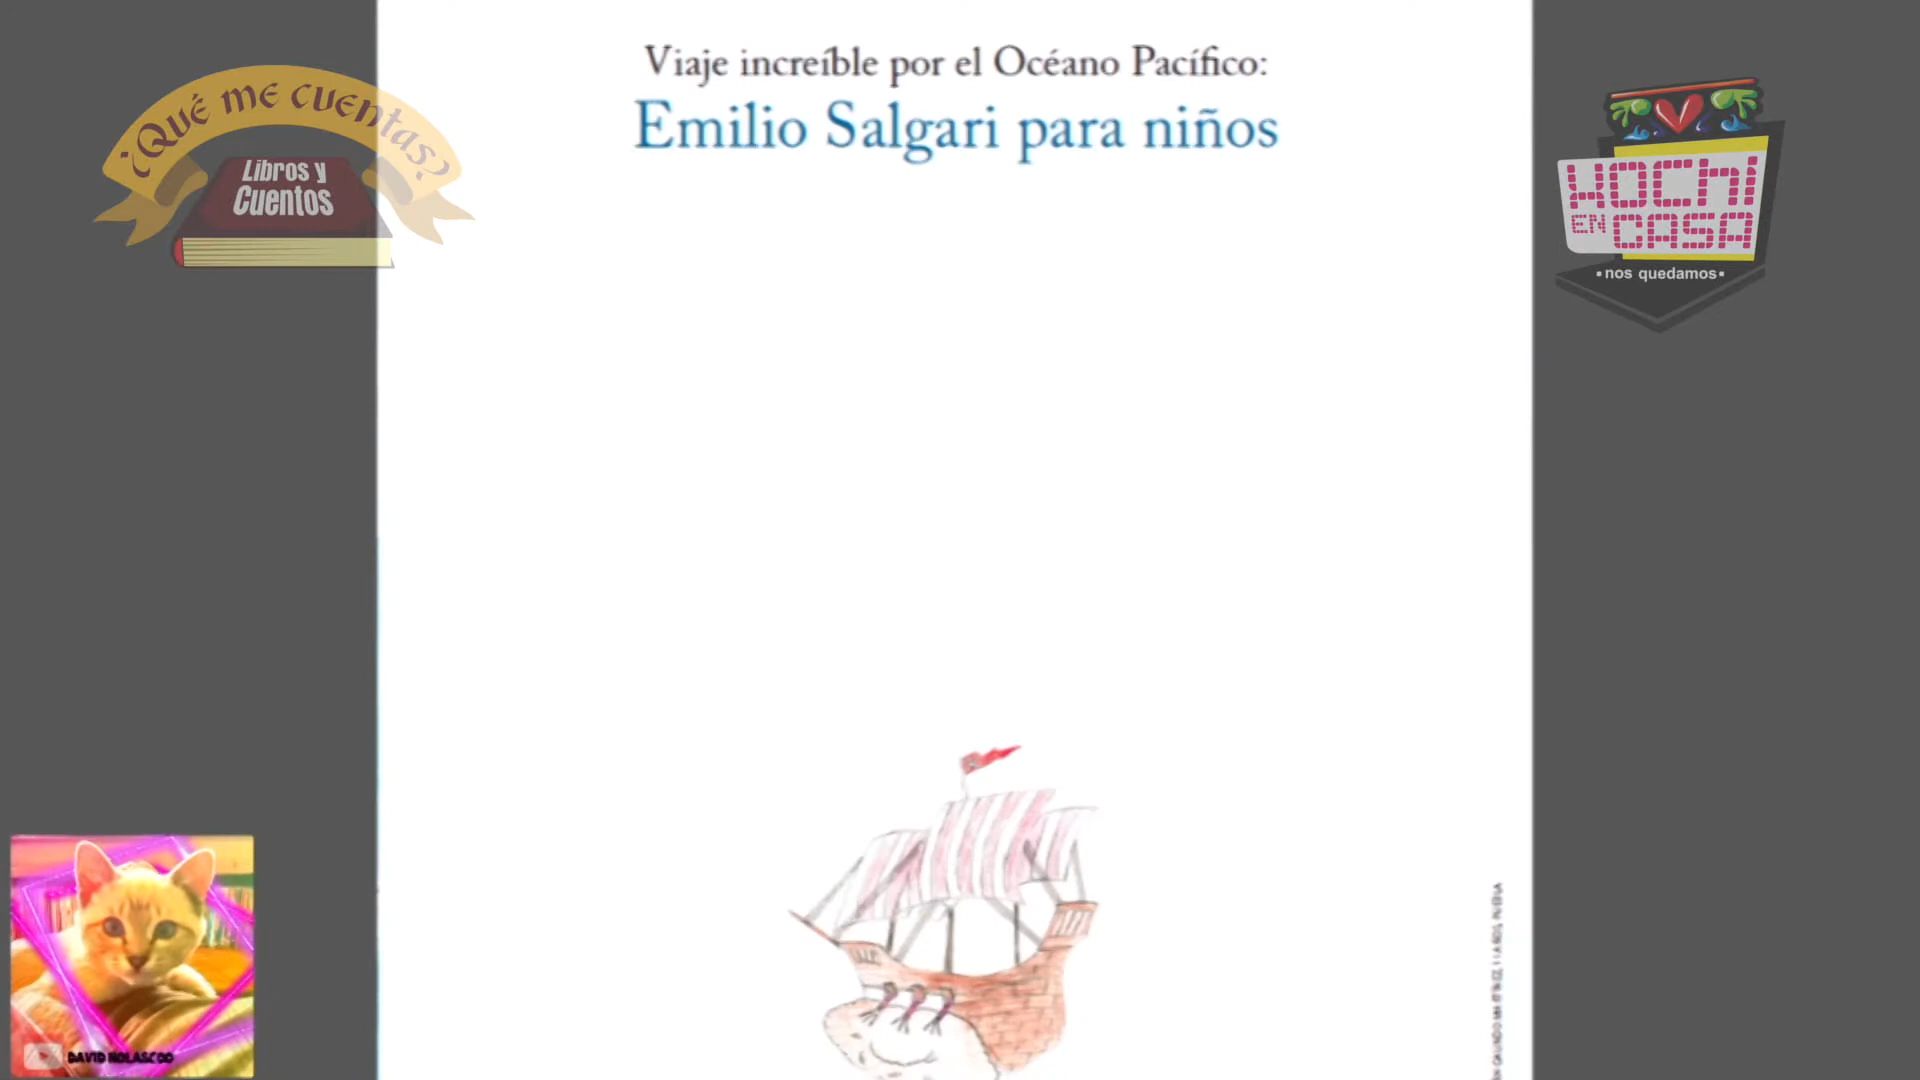 Viaje increíble por el Océano Pacífico:
Emilio Salgari para niños
¿Qué me cuentas?
Libros y
Cuentos
XOCHI
EN CASA
•nos quedamos•
DAVID NOLASCOO